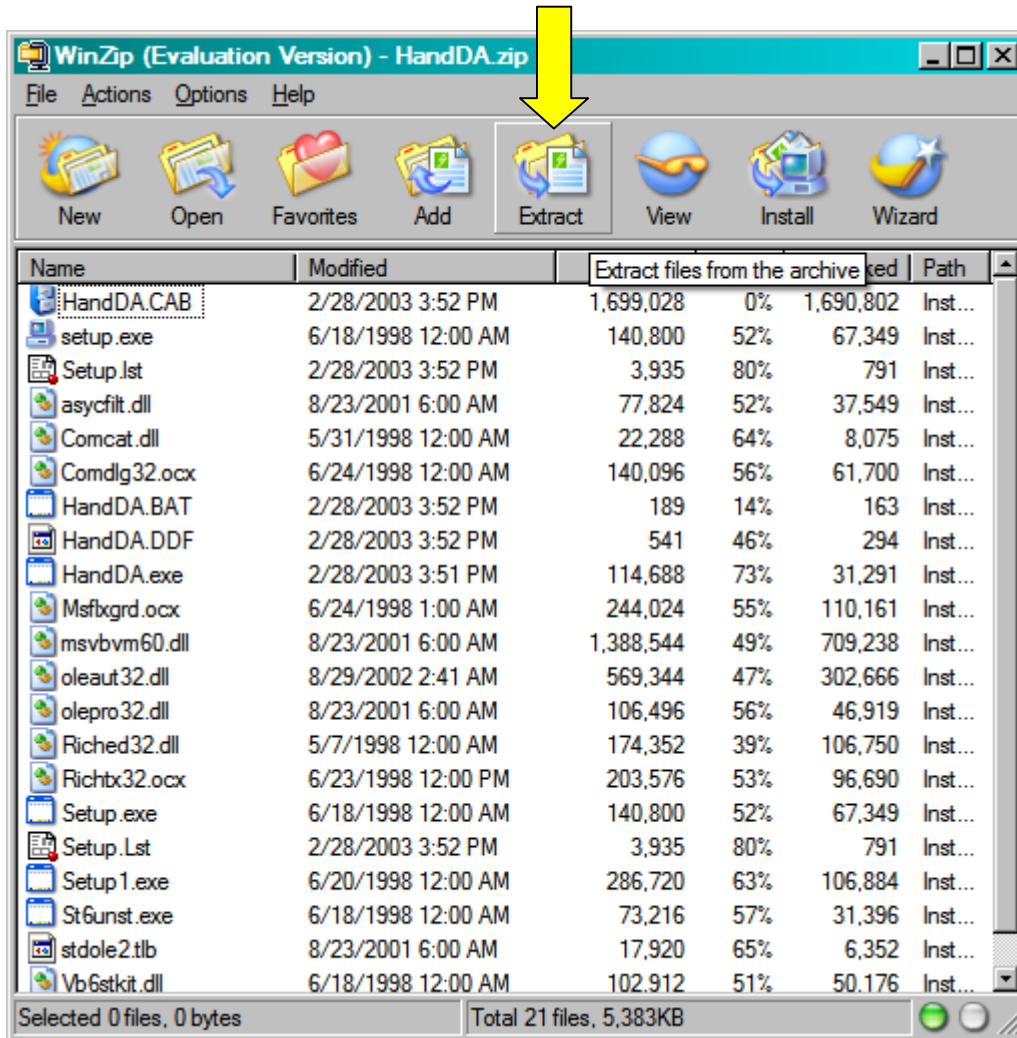 WinZip (Evaluation Version) - HandDA.zip
File Actions Options Help
New Open Favorites Add Extract View Install Wizard
Name Modified Extract files from the archive ked Path
HandDA.CAB 2/28/2003 3:52 PM 1,699,028 0% 1,690,802 Inst...
setup.exe 6/18/1998 12:00 AM 140,800 52% 67,349 Inst...
Setup.lst 2/28/2003 3:52 PM 3,935 80% 791 Inst...
asycfilt.dll 8/23/2001 6:00 AM 77,824 52% 37,549 Inst...
Comcat.dll 5/31/1998 12:00 AM 22,288 64% 8,075 Inst...
Comdlg32.ocx 6/24/1998 12:00 AM 140,096 56% 61,700 Inst...
HandDA.BAT 2/28/2003 3:52 PM 189 14% 163 Inst...
HandDA.DDF 2/28/2003 3:52 PM 541 46% 294 Inst...
HandDA.exe 2/28/2003 3:51 PM 114,688 73% 31,291 Inst...
Msflxgrd.ocx 6/24/1998 1:00 AM 244,024 55% 110,161 Inst...
msvbvm60.dll 8/23/2001 6:00 AM 1,388,544 49% 709,238 Inst...
oleaut32.dll 8/29/2002 2:41 AM 569,344 47% 302,666 Inst...
olepro32.dll 8/23/2001 6:00 AM 106,496 56% 46,919 Inst...
Riched32.dll 5/7/1998 12:00 AM 174,352 39% 106,750 Inst...
Richtx32.ocx 6/23/1998 12:00 PM 203,576 53% 96,690 Inst...
Setup.exe 6/18/1998 12:00 AM 140,800 52% 67,349 Inst...
Setup.Lst 2/28/2003 3:52 PM 3,935 80% 791 Inst...
Setup1.exe 6/20/1998 12:00 AM 286,720 63% 106,884 Inst...
St6unst.exe 6/18/1998 12:00 AM 73,216 57% 31,396 Inst...
stdole2.tlb 8/23/2001 6:00 AM 17,920 65% 6,352 Inst...
Vb6stkit.dll 6/18/1998 12:00 AM 102,912 51% 50,176 Inst...
Selected 0 files, 0 bytes Total 21 files, 5,383KB